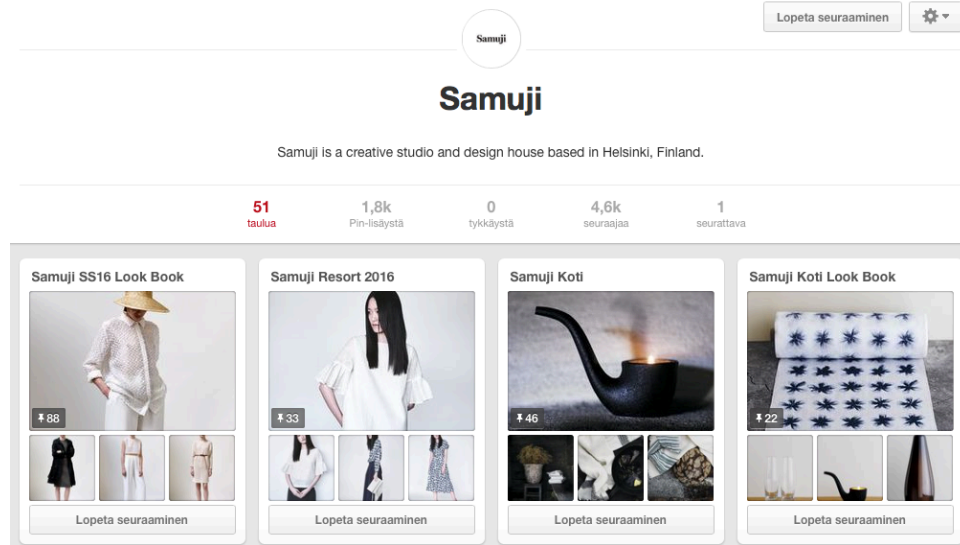 Lopeta seuraaminen
Samuji
Samuji
Samuji is a creative studio and design house based in Helsinki, Finland.
51 1,8k 0 4,6k 1
taulua Pin-lisäystä tykkäystä seuraajaa seurattava
Samuji SS16 Look Book
88
Lopeta seuraaminen
Samuji Resort 2016
33
Lopeta seuraaminen
Samuji Koti
46
Lopeta seuraaminen
Samuji Koti Look Book
22
Lopeta seuraaminen